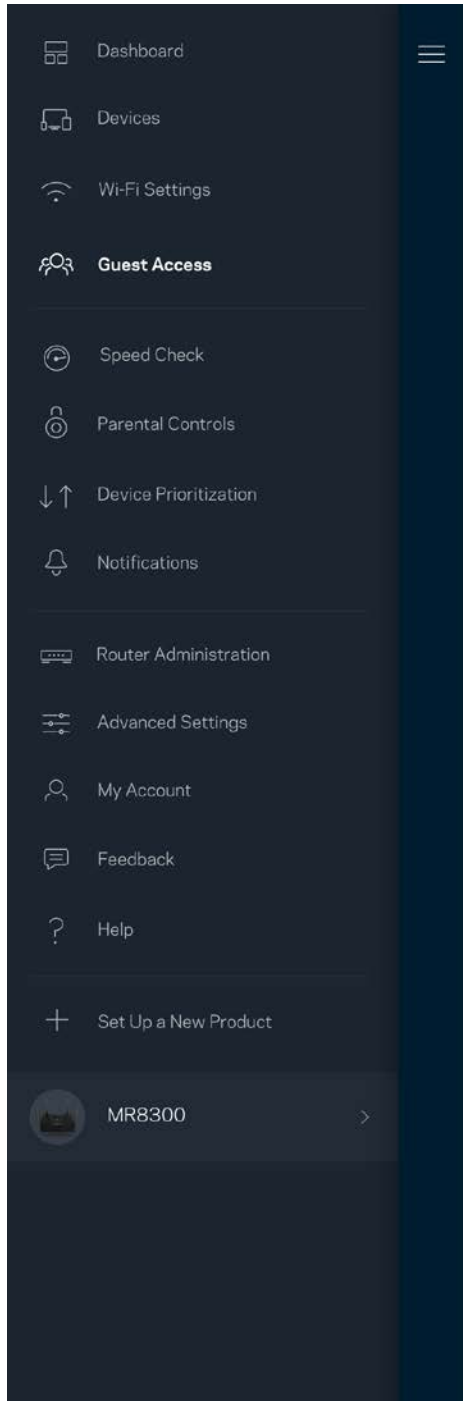 Dashboard
Devices
Wi-Fi Settings
Guest Access
Speed Check
Parental Controls
Device Prioritization
Notifications
Router Administration
Advanced Settings
My Account
Feedback
Help
Set Up a New Product
MR8300